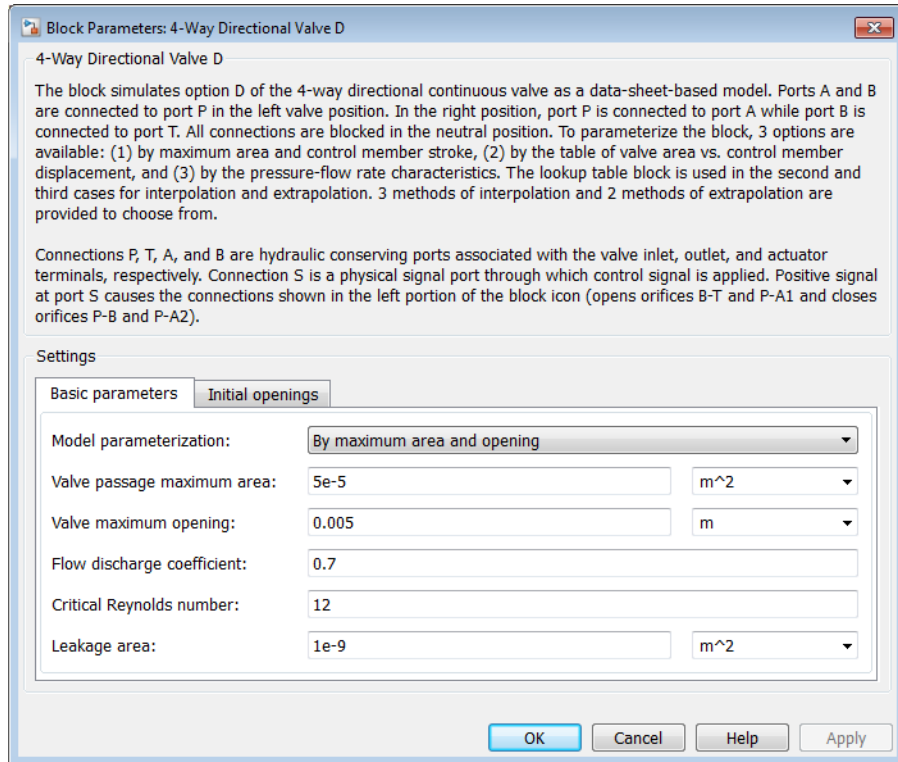 Block Parameters: 4-Way Directional Valve D
4-Way Directional Valve D
The block simulates option D of the 4-way directional continuous valve as a data-sheet-based model. Ports A and B
are connected to port P in the left valve position. In the right position, port P is connected to port A while port B is
connected to port T. All connections are blocked in the neutral position. To parameterize the block, 3 options are
available: (1) by maximum area and control member stroke, (2) by the table of valve area vs. control member
displacement, and (3) by the pressure-flow rate characteristics. The lookup table block is used in the second and
third cases for interpolation and extrapolation. 3 methods of interpolation and 2 methods of extrapolation are
provided to choose from.
Connections P, T, A, and B are hydraulic conserving ports associated with the valve inlet, outlet, and actuator
terminals, respectively. Connection S is a physical signal port through which control signal is applied. Positive signal
at port S causes the connections shown in the left portion of the block icon (opens orifices B-T and P-A1 and closes
orifices P-B and P-A2).
Settings
Basic parameters Initial openings
Model parameterization: By maximum area and opening
Valve passage maximum area: 5e-5 m^2
Valve maximum opening: 0.005 m
Flow discharge coefficient: 0.7
Critical Reynolds number: 12
Leakage area: 1e-9 m^2
OK Cancel Help Apply